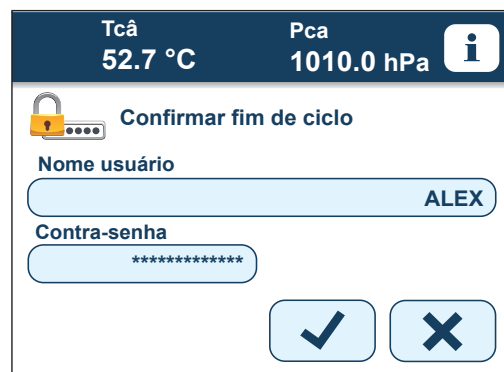 Tcâ Pca
52.7 °C 1010.0 hPa i
Confirmar fim de ciclo
Nome usuário
ALEX
Contra-senha
*************